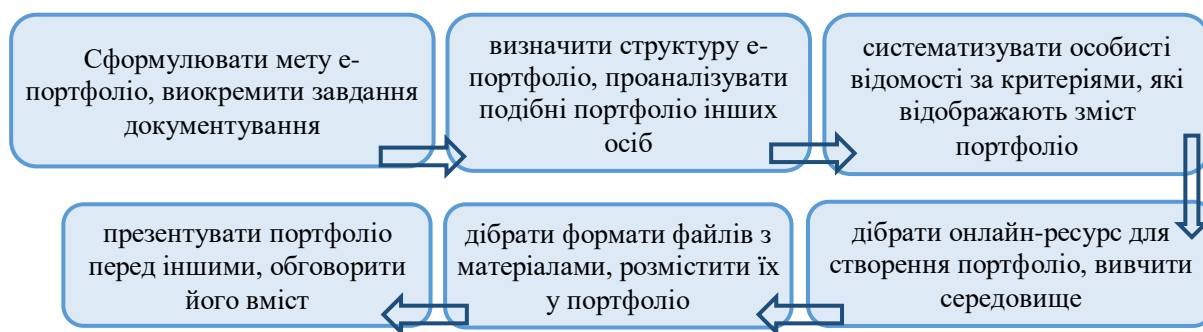 Сформулювати мету е-
портфоліо, виокремити завдання
документування
визначити структуру е-
портфоліо, проаналізувати
подібні портфоліо інших
осіб
систематизувати особисті
відомості за критеріями, які
відображають зміст
портфоліо
дібрати онлайн-ресурс для
створення портфоліо, вивчити
середовище
дібрати формати файлів з
матеріалами, розмістити їх
у портфоліо
презентувати портфоліо
перед іншими, обговорити
його вміст